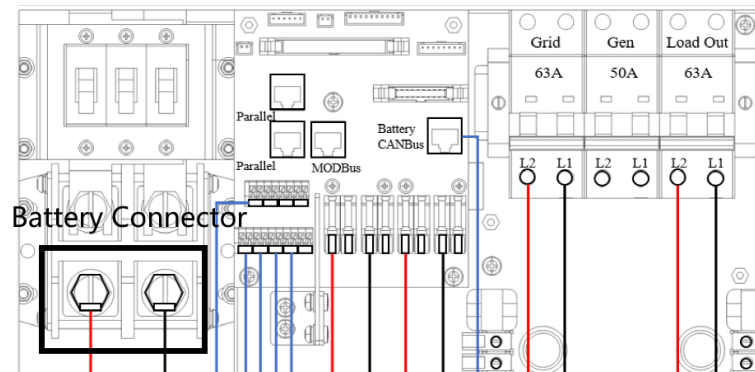 Grid Gen Load Out
63A 50A 63A
Parallel
Battery
CANBus
Parallel
MODBus
L2 L1 L2 L1 L2 L1
Battery Connector